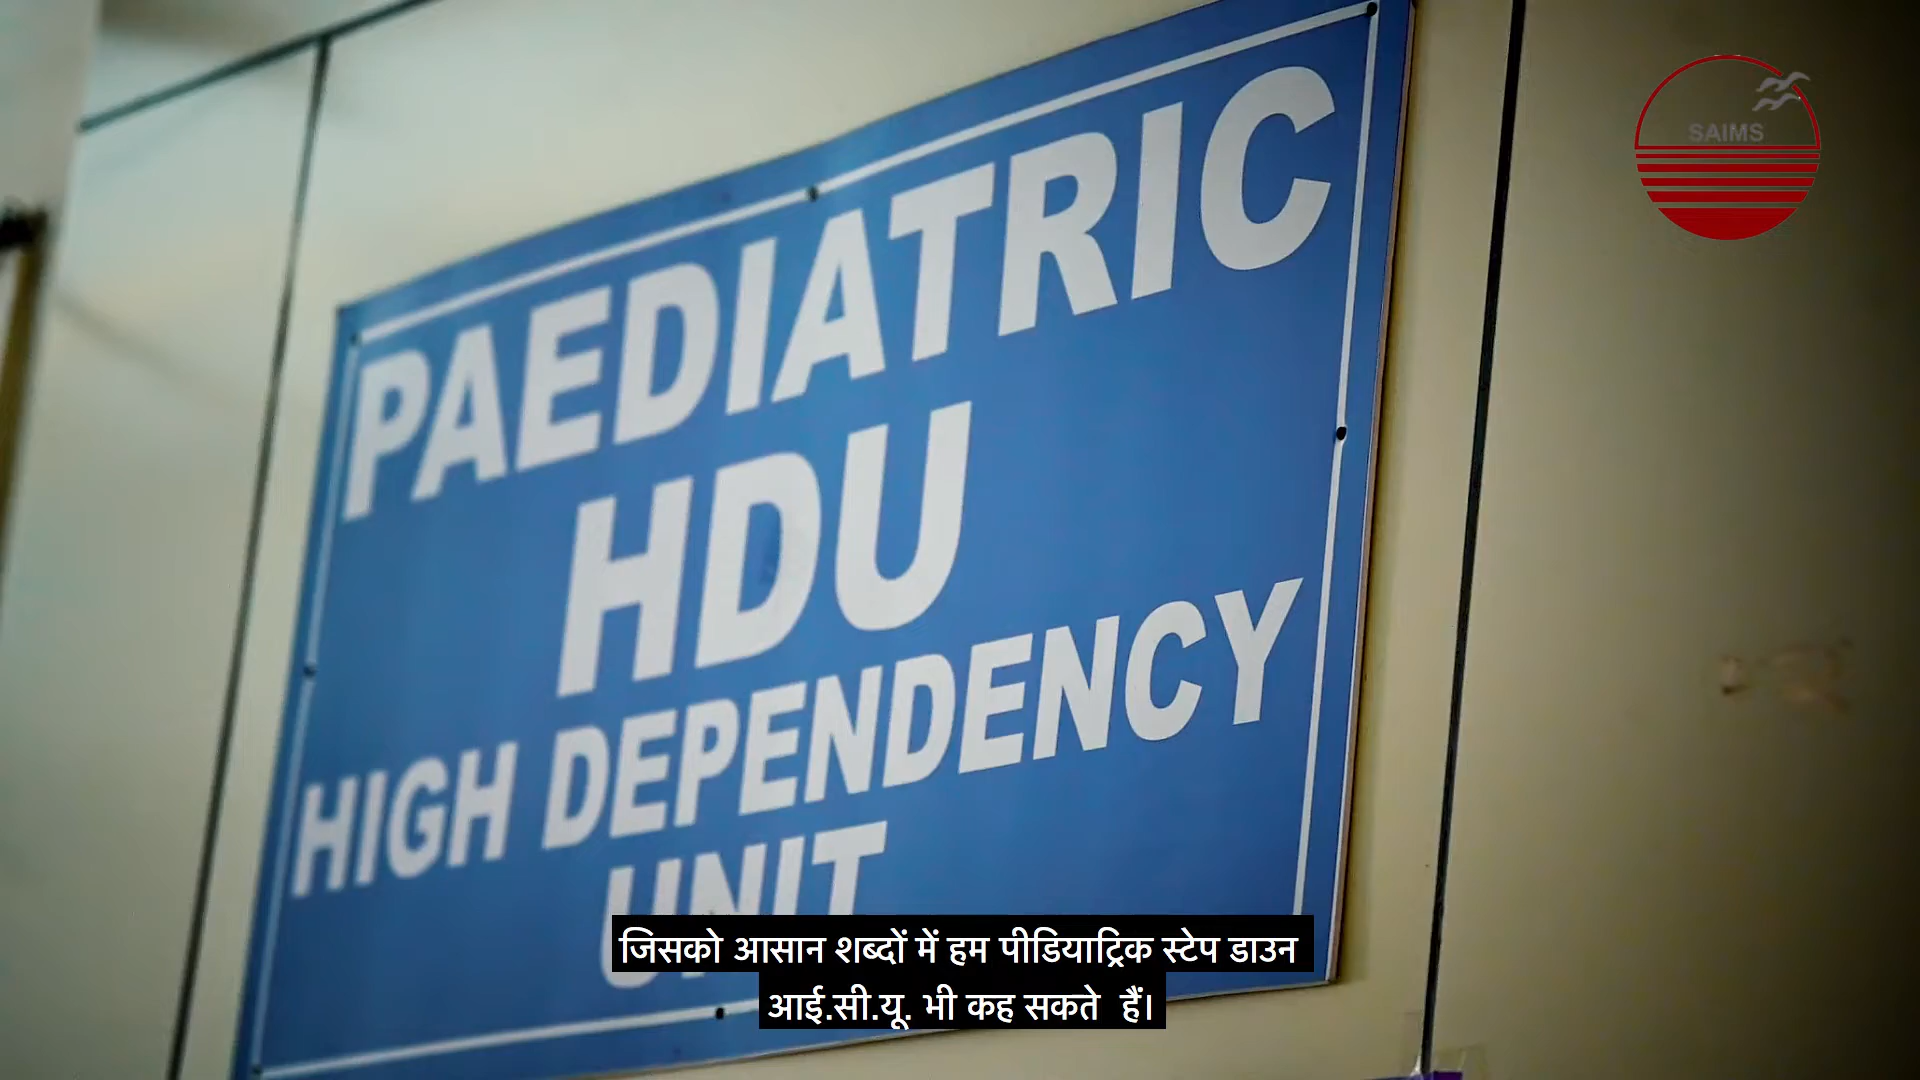 SAIMS
PAEDIATRIC
HDU
HIGH DEPENDENCY
UNIT
जिसको आसान शब्दों में हम पीडियाट्रिक स्टेप डाउन
आई.सी.यू. भी कह सकते हैं।